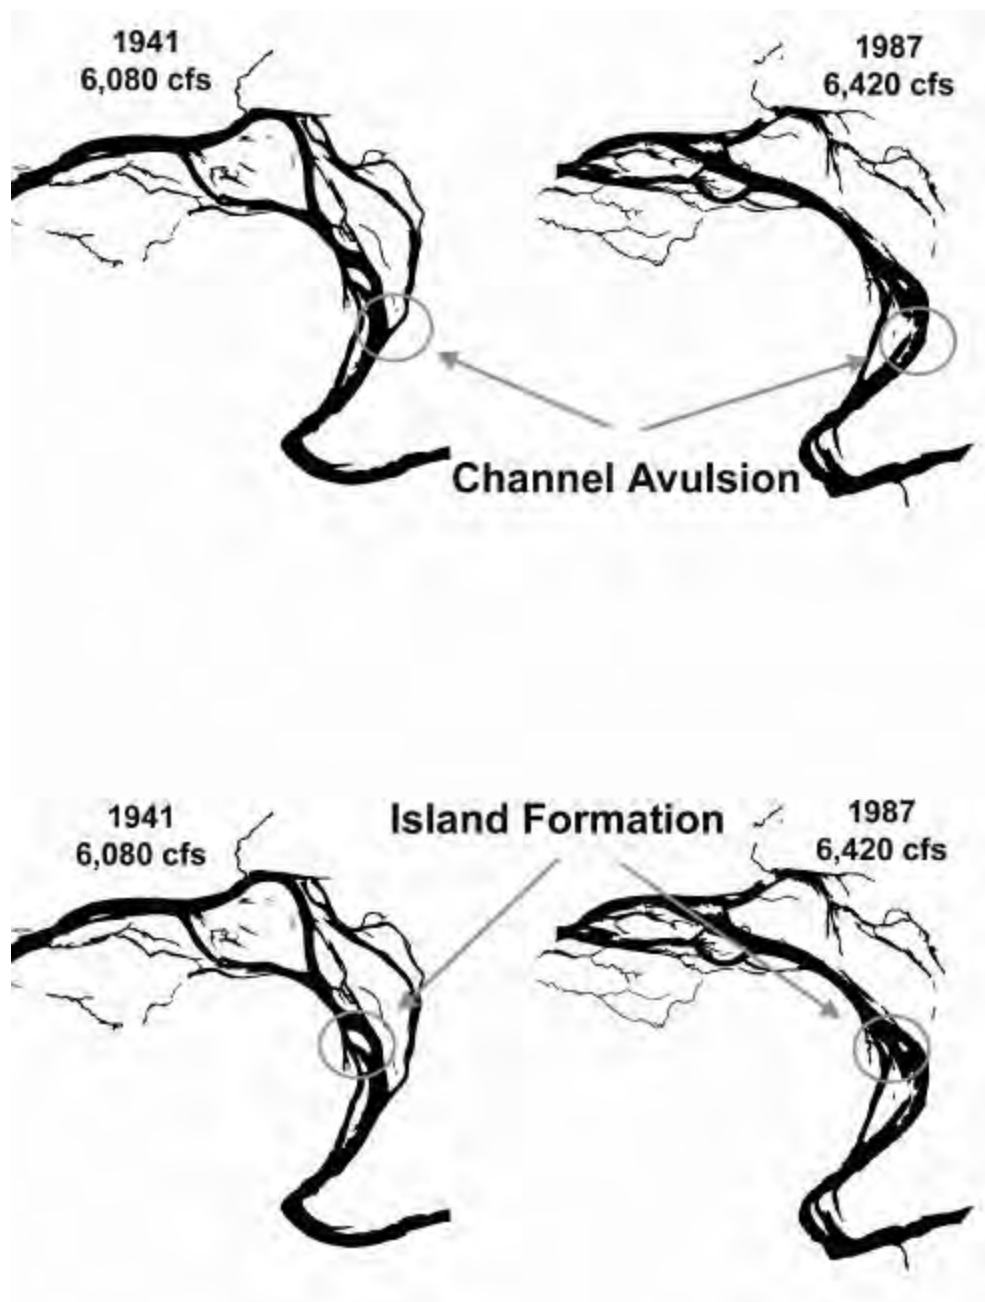 1941
6,080 cfs
1987
6,420 cfs
Channel Avulsion
Island Formation
1941
6,080 cfs
1987
6,420 cfs